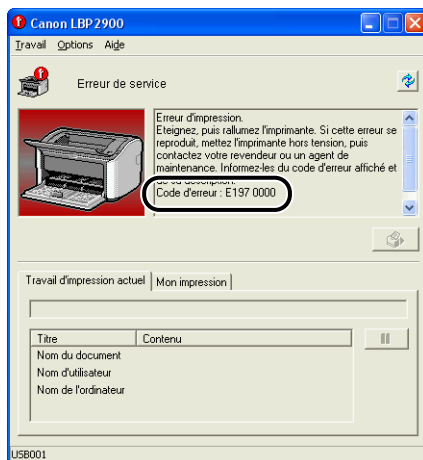 Canon LBP2900
Travail Options Aide
Erreur de service
Erreur d'impression.
Eteignez, puis rallumez l'imprimante. Si cette erreur se
reproduit, mettez l'imprimante hors tension, puis
contactez votre revendeur ou un agent de
maintenance. Informez-les du code d'erreur affiché et
de sa description.
Code d'erreur : E197 0000
Travail d'impression actuel Mon impression
Titre Contenu
Nom du document
Nom d'utilisateur
Nom de l'ordinateur
USB001